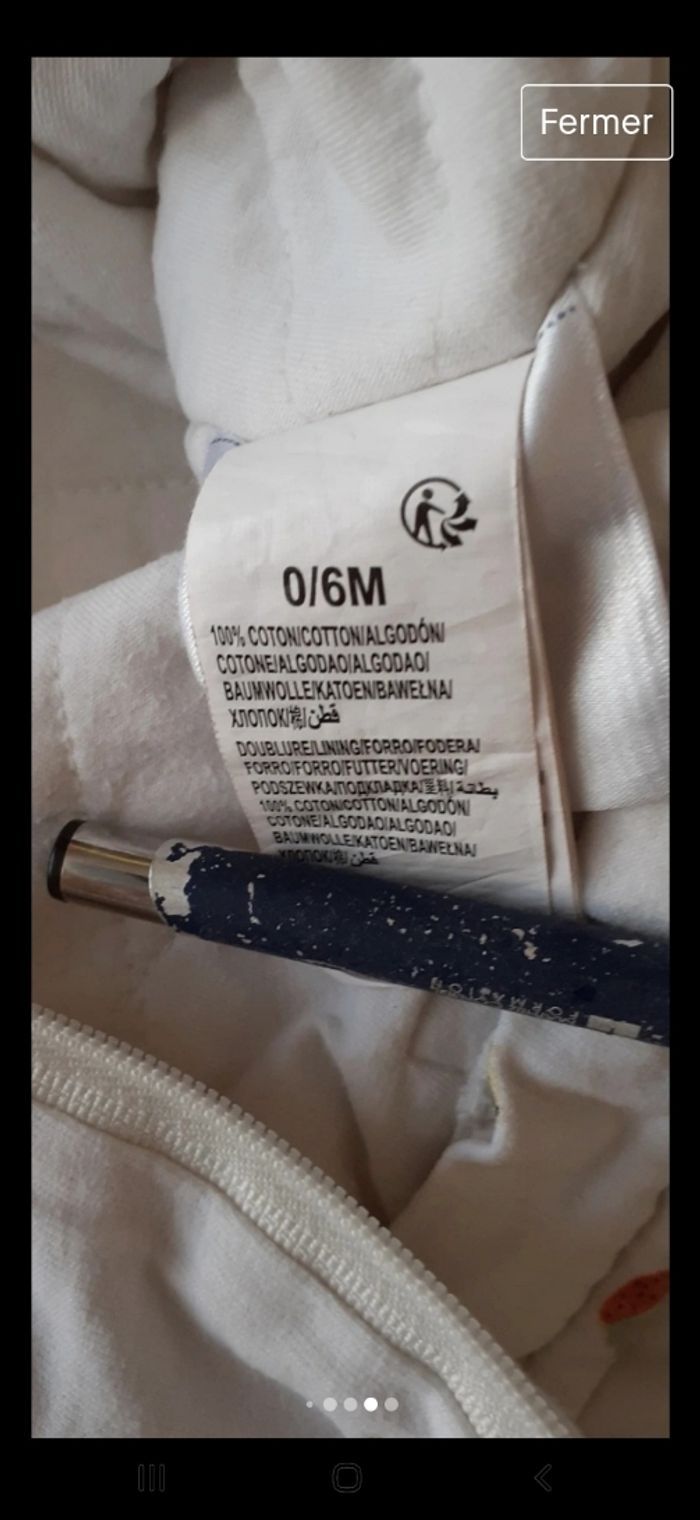 Fermer
0/6M
100% COTON/COTTON/ALGODÓN/
COTONE/ALGODAO/ALGODAO/
BAUMWOLLE/KATOEN/BAWEŁNA/
ХЛОПОК/棉/قطن
DOUBLURE/LINING/FORRO/FODERA/
FORRO/FORRO/FUTTER/VOERING/
PODSZEWKA/ПОДКЛАДКА/里料/بطانة
100% COTON/COTTON/ALGODÓN/
COTONE/ALGODAO/ALGODAO/
BAUMWOLLE/KATOEN/BAWEŁNA/
ХЛОПОК/棉/قطن